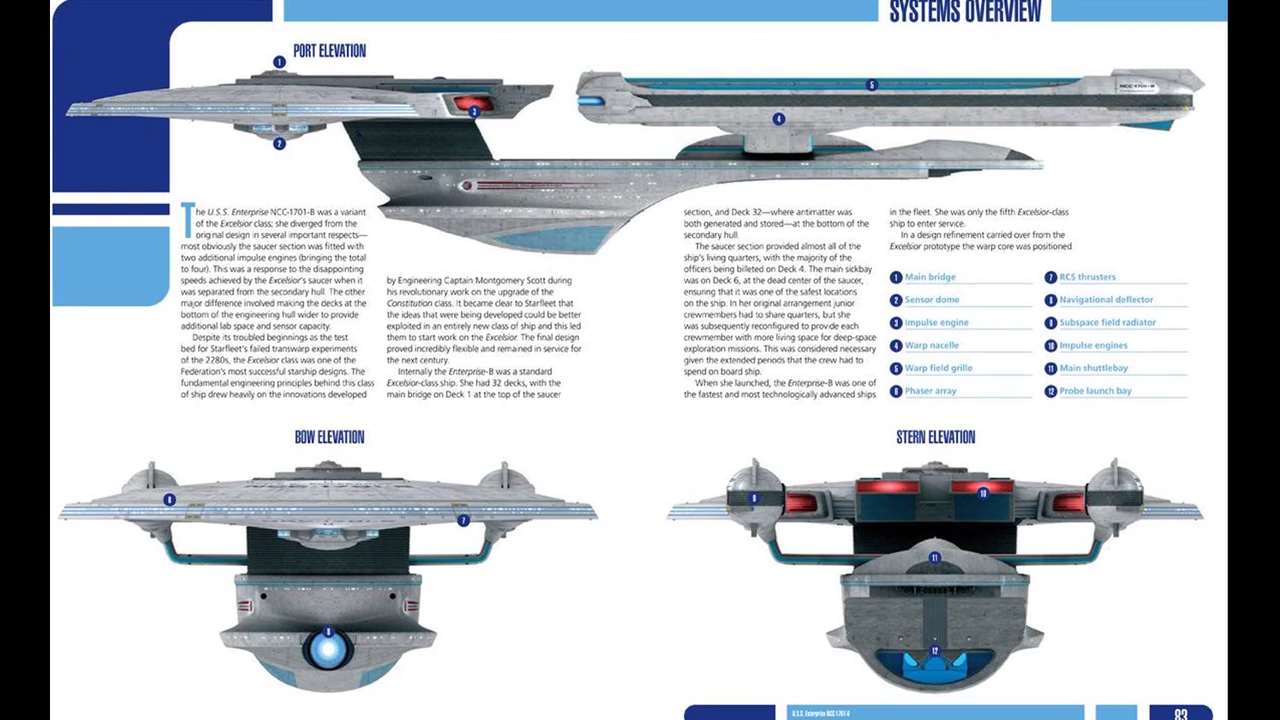 SYSTEMS OVERVIEW
PORT ELEVATION
1
5
NCC-1701-B
3
4
2
The U.S.S. Enterprise NCC-1701-B was a variant
of the Excelsior class; she diverged from the
original design in several important respects—
most obviously the saucer section was fitted with
two additional impulse engines (bringing the total
to four). This was a response to the disappointing
speeds achieved by the Excelsior's saucer when it
was separated from the secondary hull. The other
major difference involved making the decks at the
bottom of the engineering hull wider to provide
additional lab space and sensor capacity.
Despite its troubled beginnings as the test
bed for Starfleet's failed transwarp experiments
of the 2280s, the Excelsior class was one of the
Federation's most successful starship designs. The
fundamental engineering principles behind this class
of ship drew heavily on the innovations developed
by Engineering Captain Montgomery Scott during
his revolutionary work on the upgrade of the
Constitution class. It became clear to Starfleet that
the ideas that were being developed could be better
exploited in an entirely new class of ship and this led
them to start work on the Excelsior. The final design
proved incredibly flexible and remained in service for
the next century.
Internally the Enterprise-B was a standard
Excelsior-class ship. She had 32 decks, with the
main bridge on Deck 1 at the top of the saucer
section, and Deck 32—where antimatter was
both generated and stored—at the bottom of the
secondary hull.
The saucer section provided almost all of the
ship's living quarters, with the majority of the
officers being billeted on Deck 4. The main sickbay
was on Deck 6, at the dead center of the saucer,
ensuring that it was one of the safest locations
on the ship. In her original arrangement junior
crewmembers had to share quarters, but she
was subsequently reconfigured to provide each
crewmember with more living space for deep-space
exploration missions. This was considered necessary
given the extended periods that the crew had to
spend on board ship.
When she launched, the Enterprise-B was one of
the fastest and most technologically advanced ships
in the fleet. She was only the fifth Excelsior-class
ship to enter service.
In a design refinement carried over from the
Excelsior prototype the warp core was positioned
1 Main bridge
2 Sensor dome
3 Impulse engine
4 Warp nacelle
5 Warp field grille
6 Phaser array
7 RCS thrusters
8 Navigational deflector
9 Subspace field radiator
10 Impulse engines
11 Main shuttlebay
12 Probe launch bay
BOW ELEVATION
6
7
8
STERN ELEVATION
9
10
11
12
U.S.S. Enterprise NCC-1701-B
83